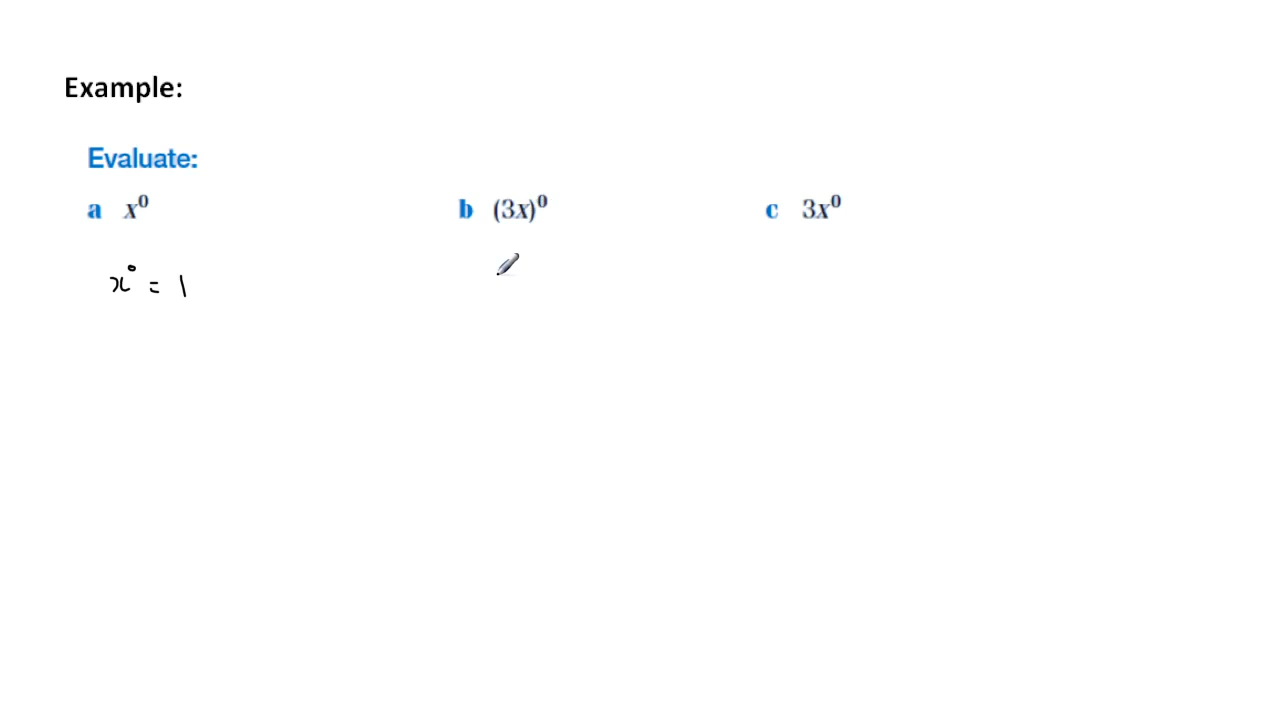 Example:
Evaluate:
a x⁰ b (3x)⁰ c 3x⁰
x⁰ = 1